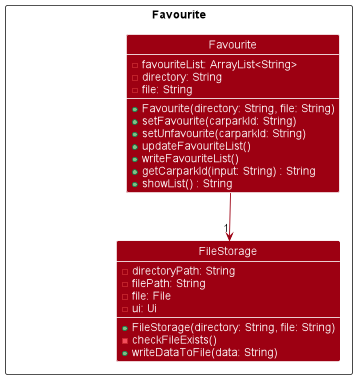 Favourite
Favourite
favouriteList: ArrayList<String>
directory: String
file: String
Favourite(directory: String, file: String)
setFavourite(carparkId: String)
setUnfavourite(carparkId: String)
updateFavouriteList()
writeFavouriteList()
getCarparkId(input: String) : String
showList() : String
1
FileStorage
directoryPath: String
filePath: String
file: File
ui: Ui
FileStorage(directory: String, file: String)
checkFileExists()
writeDataToFile(data: String)